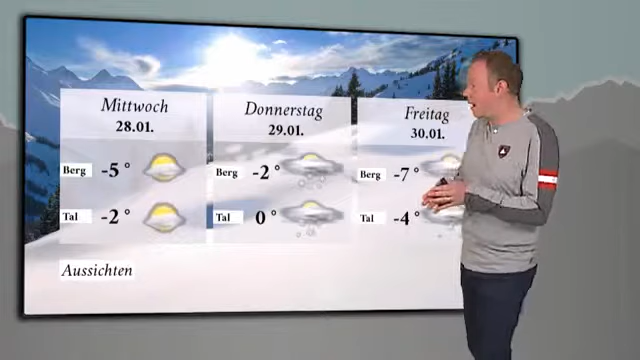 Mittwoch
28.01.
Berg -5°
Tal -2°
Donnerstag
29.01.
Berg -2°
Tal 0°
Freitag
30.01.
Berg -7°
Tal -4°
Aussichten